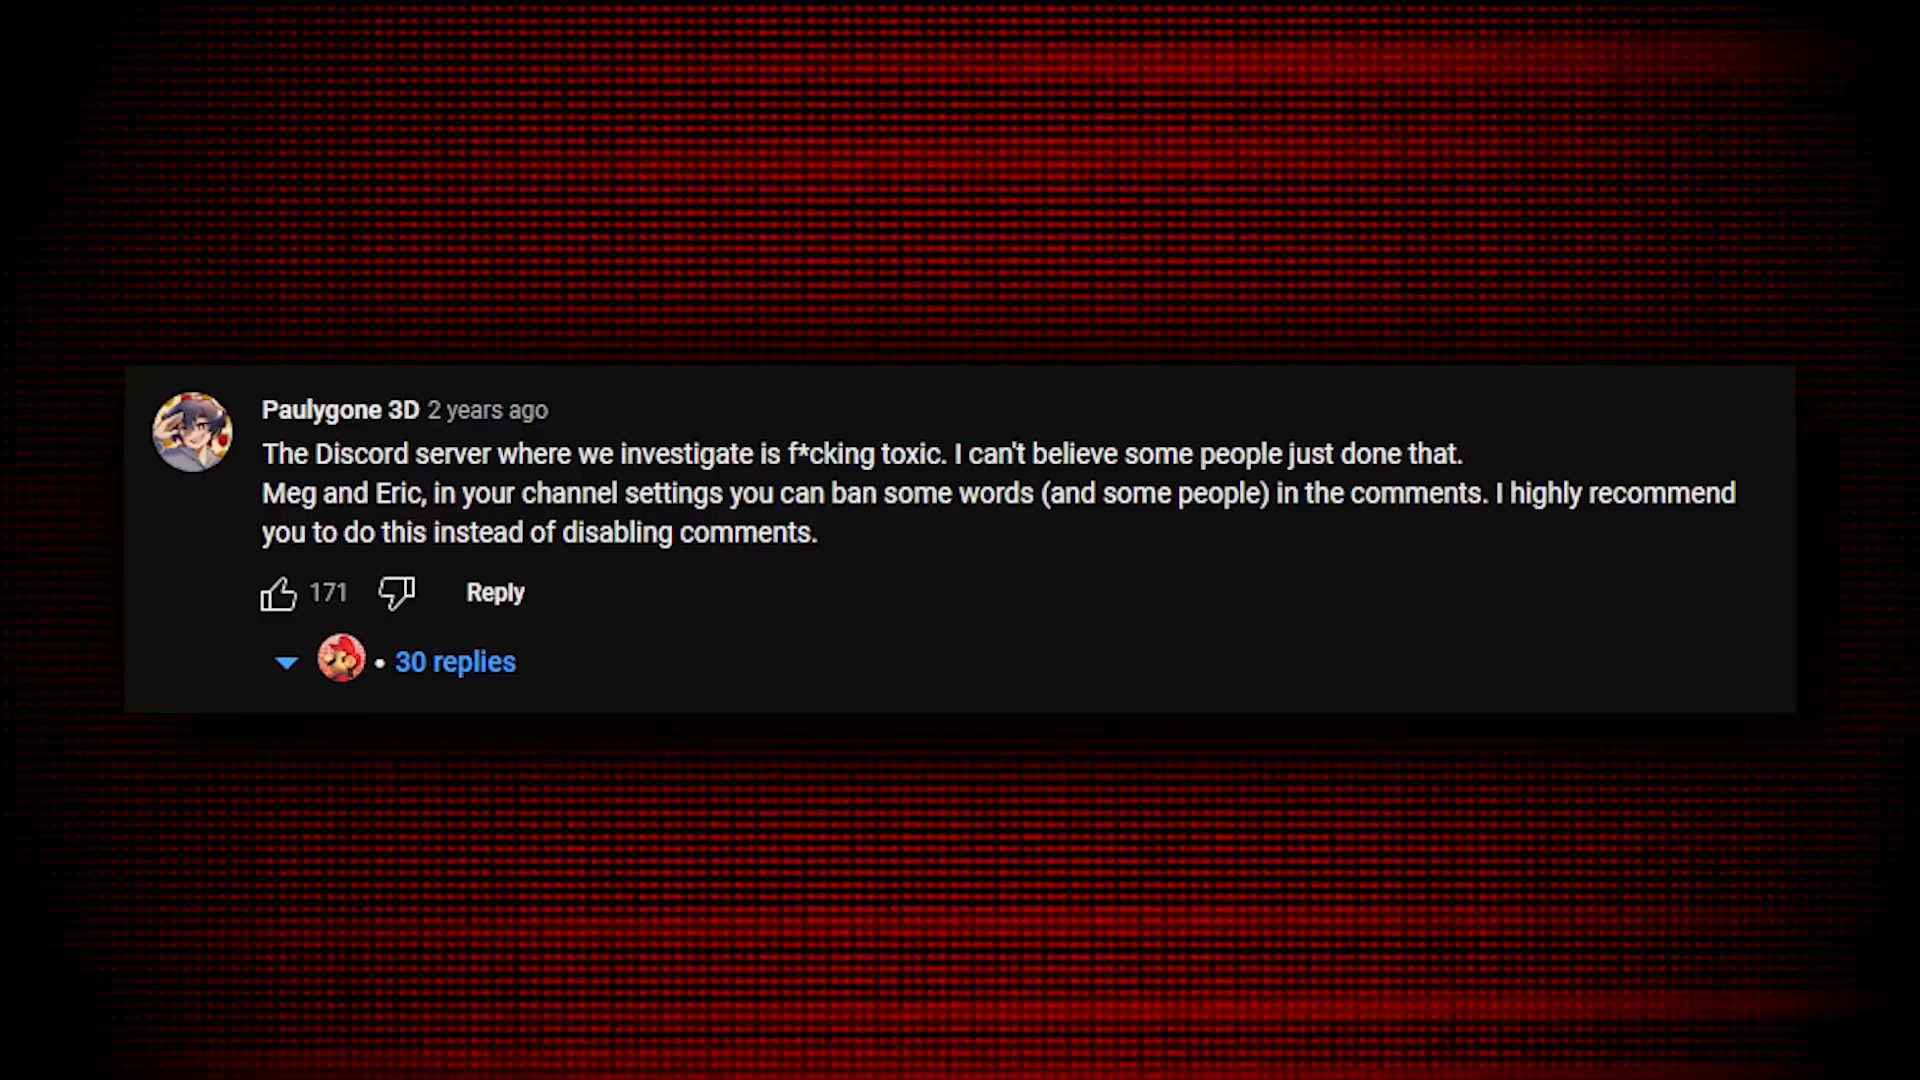 Paulygone 3D 2 years ago
The Discord server where we investigate is f*cking toxic. I can't believe some people just done that.
Meg and Eric, in your channel settings you can ban some words (and some people) in the comments. I highly recommend
you to do this instead of disabling comments.
171 Reply
• 30 replies